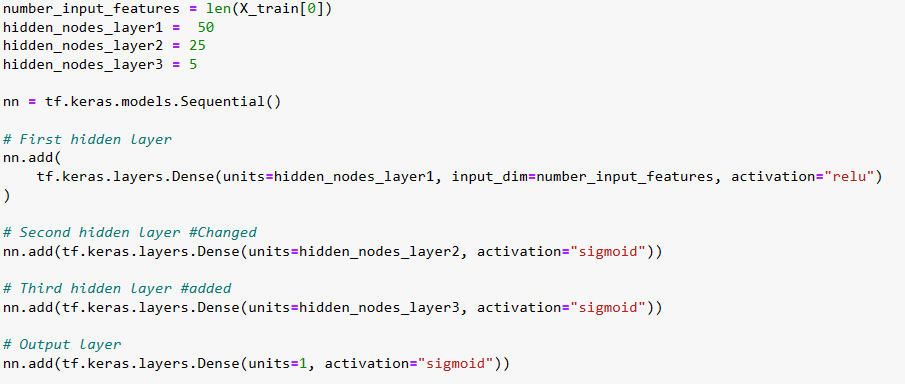 number_input_features = len(X_train[0])
hidden_nodes_layer1 =  50
hidden_nodes_layer2 = 25
hidden_nodes_layer3 = 5

nn = tf.keras.models.Sequential()

# First hidden layer
nn.add(
    tf.keras.layers.Dense(units=hidden_nodes_layer1, input_dim=number_input_features, activation="relu")
)

# Second hidden layer #Changed
nn.add(tf.keras.layers.Dense(units=hidden_nodes_layer2, activation="sigmoid"))

# Third hidden layer #added
nn.add(tf.keras.layers.Dense(units=hidden_nodes_layer3, activation="sigmoid"))

# Output layer
nn.add(tf.keras.layers.Dense(units=1, activation="sigmoid"))